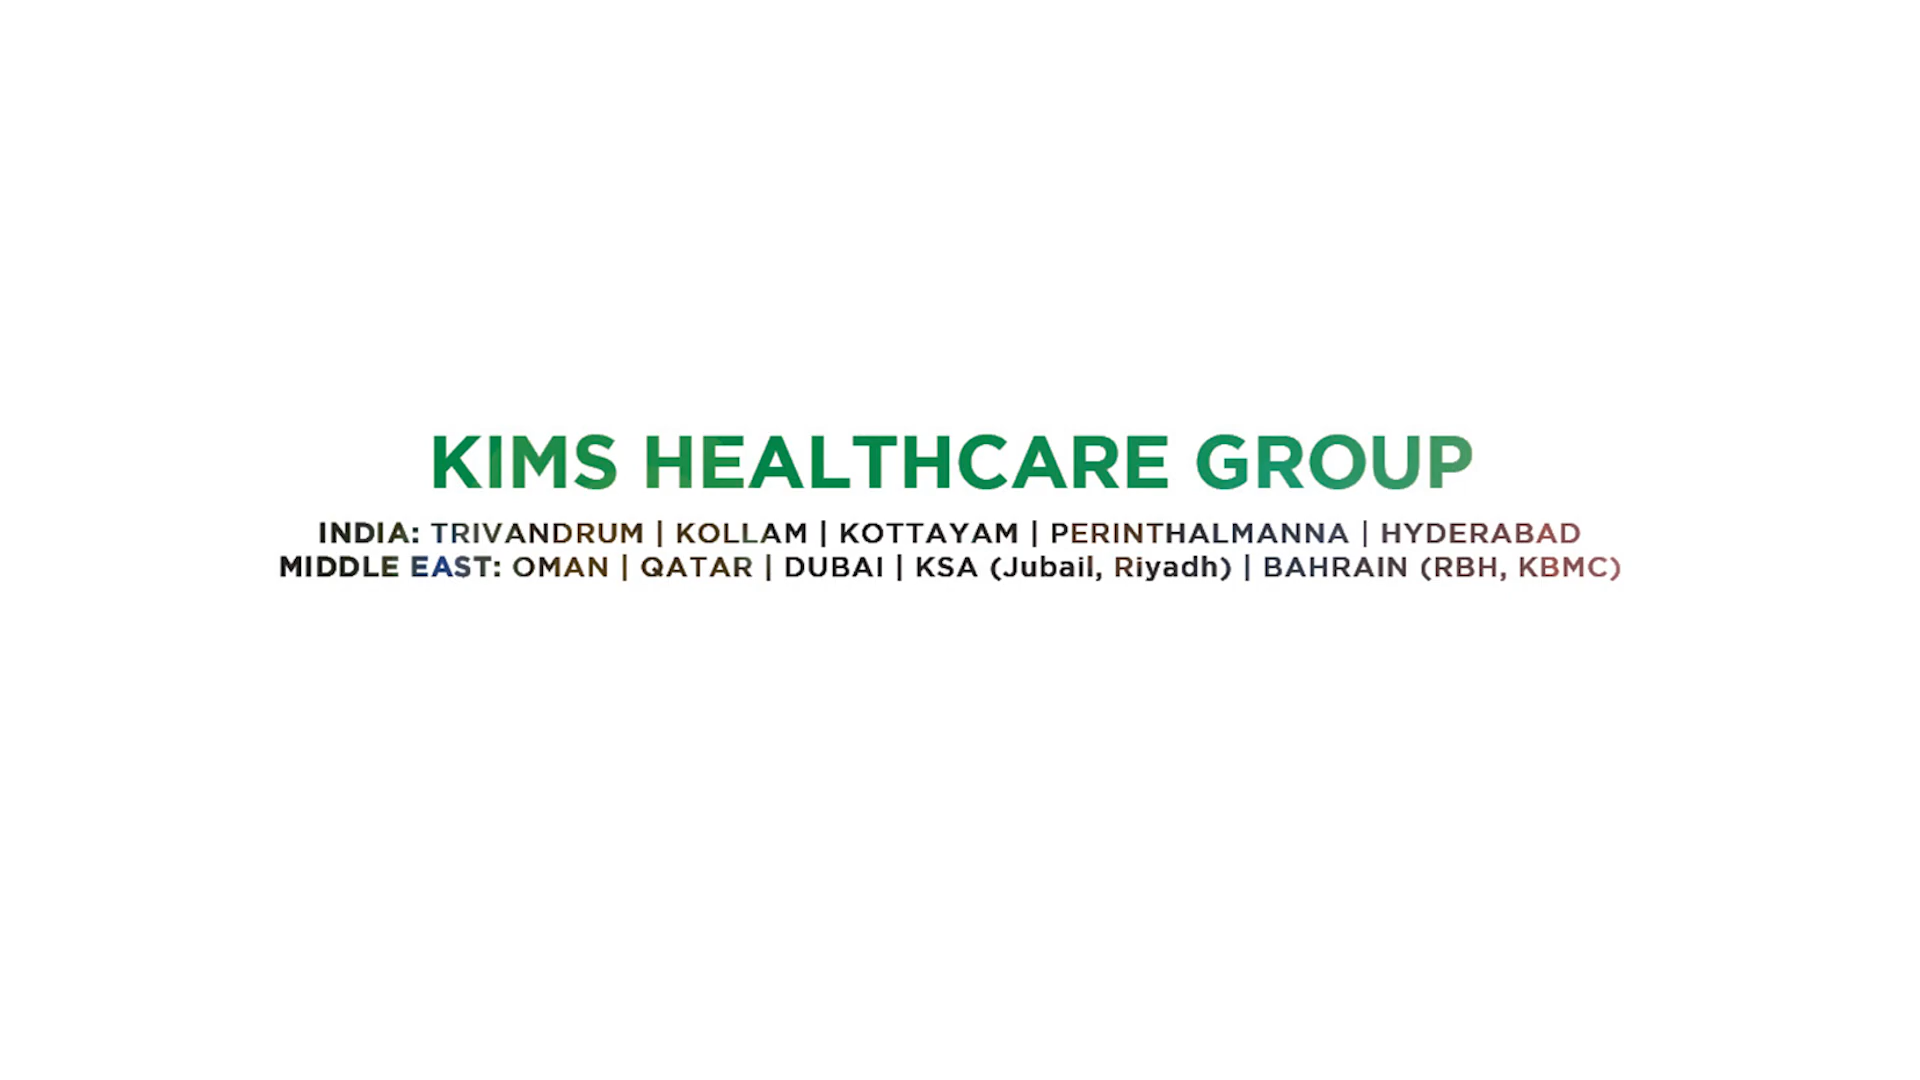 KIMS HEALTHCARE GROUP
INDIA: TRIVANDRUM | KOLLAM | KOTTAYAM | PERINTHALMANNA | HYDERABAD
MIDDLE EAST: OMAN | QATAR | DUBAI | KSA (Jubail, Riyadh) | BAHRAIN (RBH, KBMC)